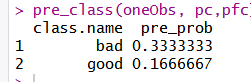 > pre_class(oneObs, pc,pfc)
  class.name  pre_prob
1        bad 0.3333333
2       good 0.1666667